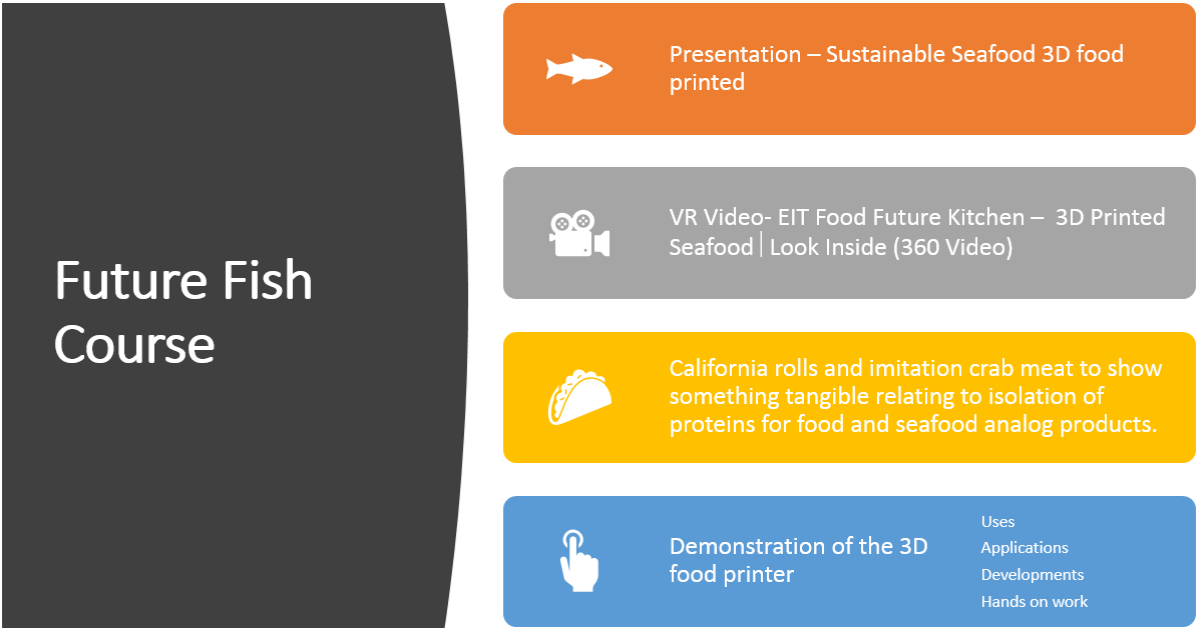 Future Fish
Course
Presentation – Sustainable Seafood 3D food
printed
VR Video- EIT Food Future Kitchen –  3D Printed
Seafood│Look Inside (360 Video)
California rolls and imitation crab meat to show
something tangible relating to isolation of
proteins for food and seafood analog products.
Demonstration of the 3D
food printer
Uses
Applications
Developments
Hands on work